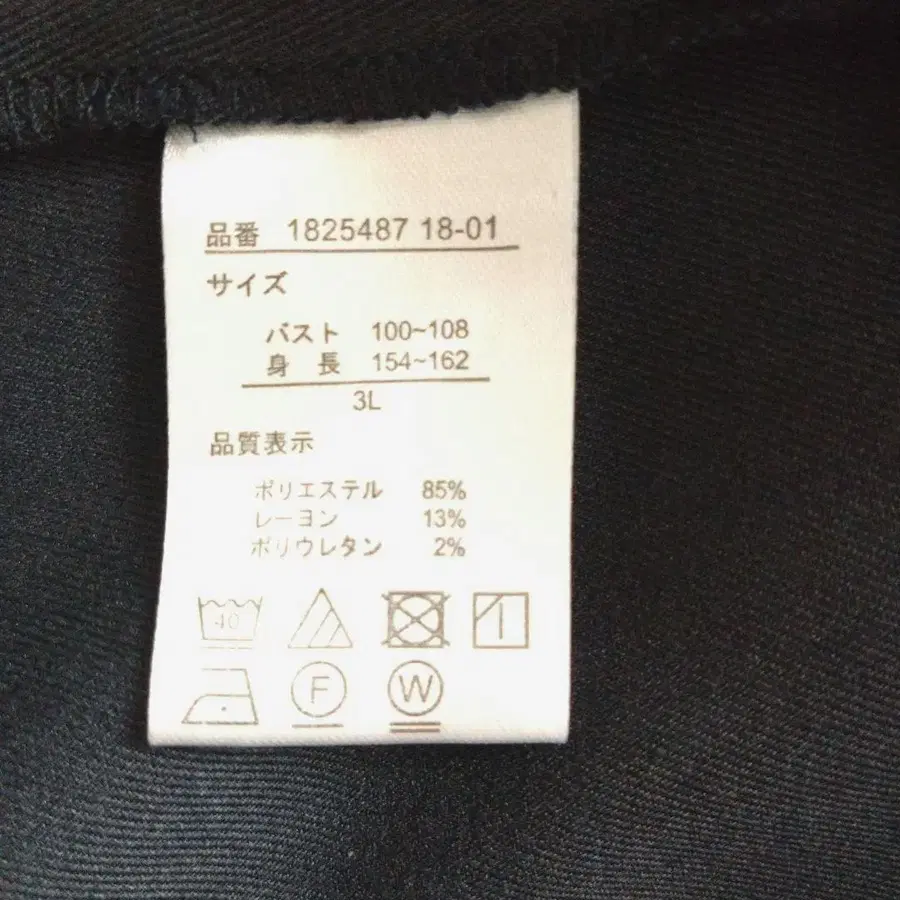 品番 1825487 18-01
サイズ
バスト 100~108
身長 154~162
3L
品質表示
ポリエステル 85%
レーヨン 13%
ポリウレタン 2%
40
F W